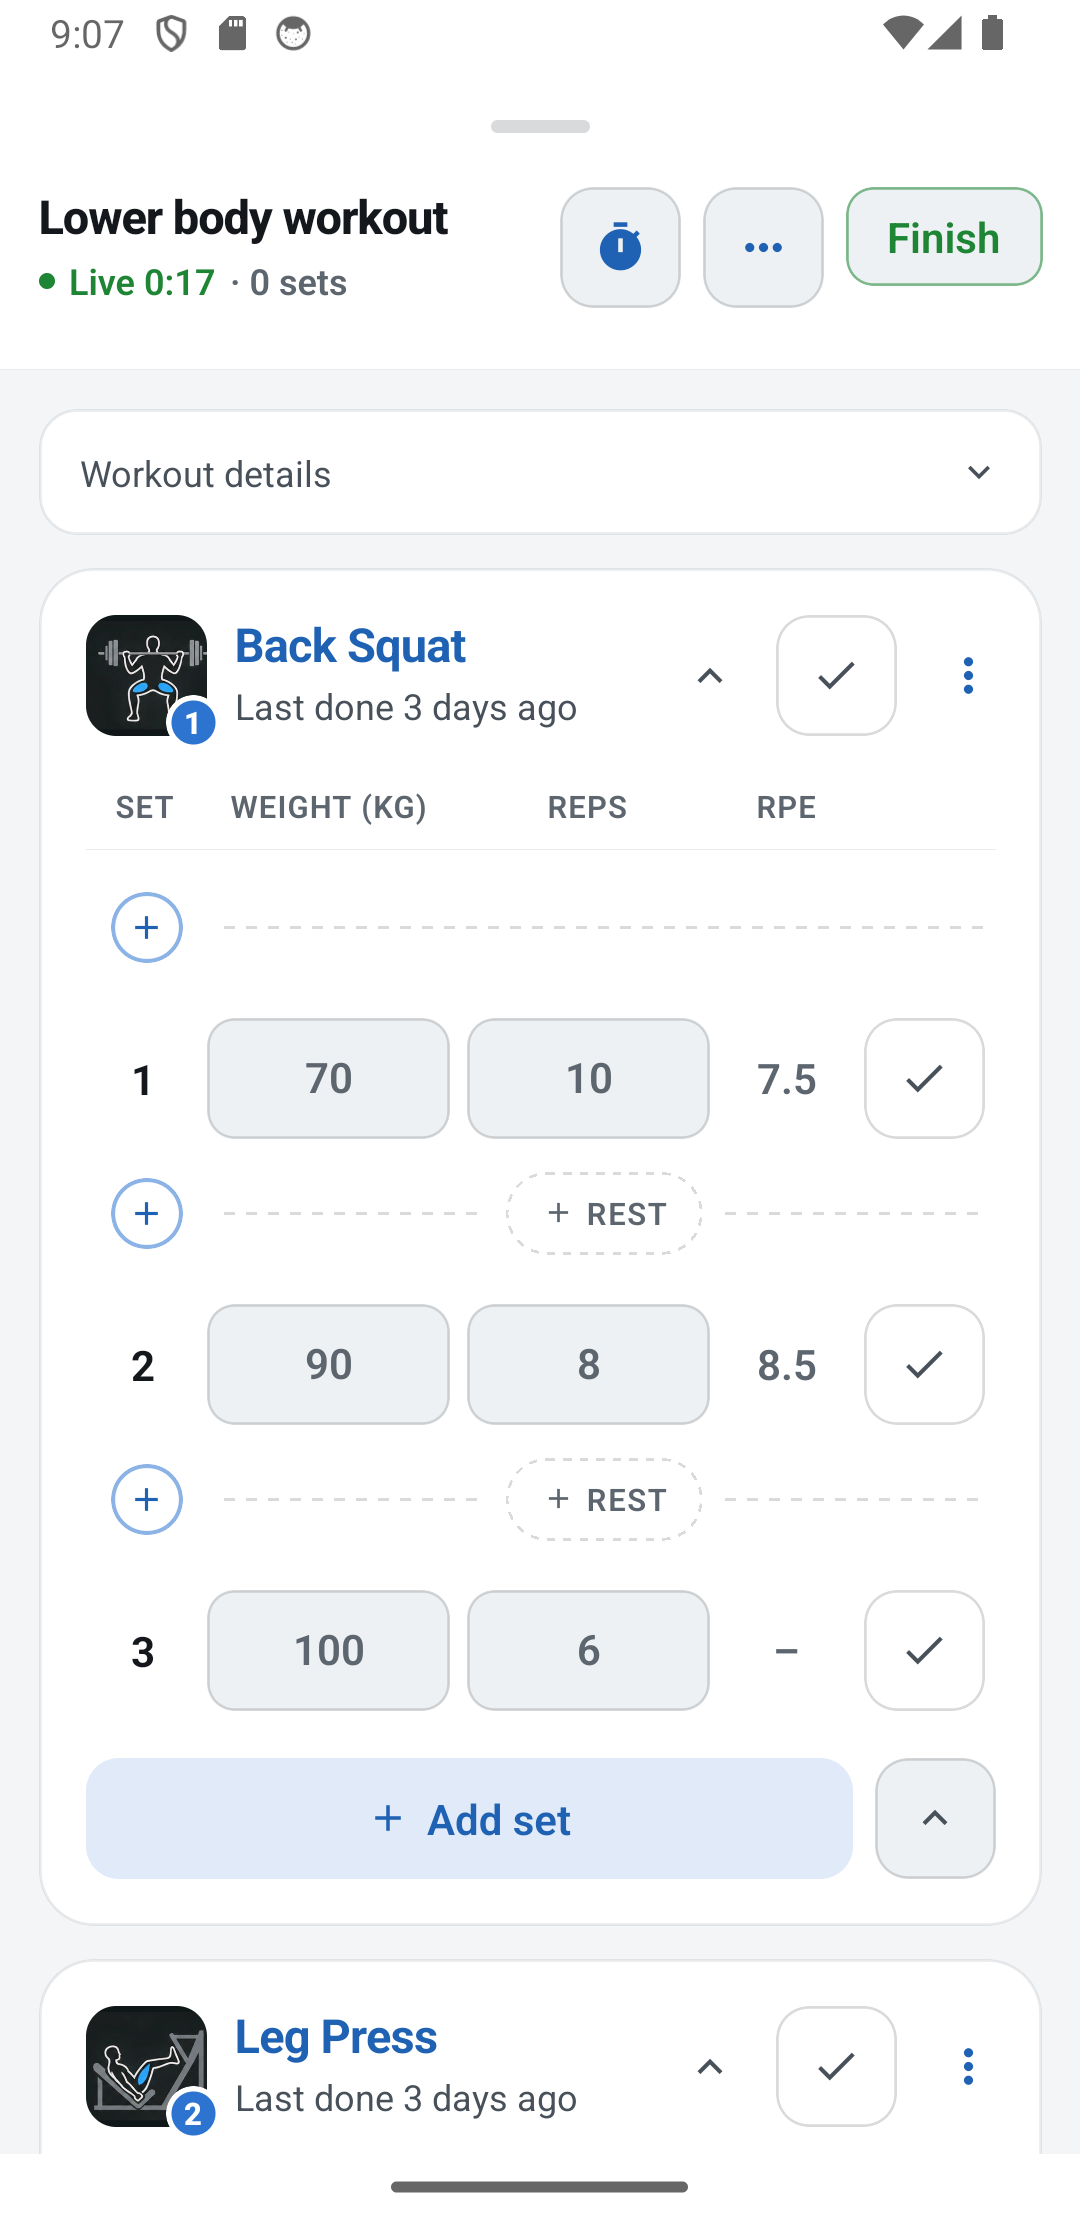 9:07
Lower body workout
Live 0:17 · 0 sets
Finish
Workout details
Back Squat
Last done 3 days ago
1
SET WEIGHT (KG) REPS RPE
1 70 10 7.5
+ REST
2 90 8 8.5
+ REST
3 100 6 –
+ Add set
Leg Press
Last done 3 days ago
2